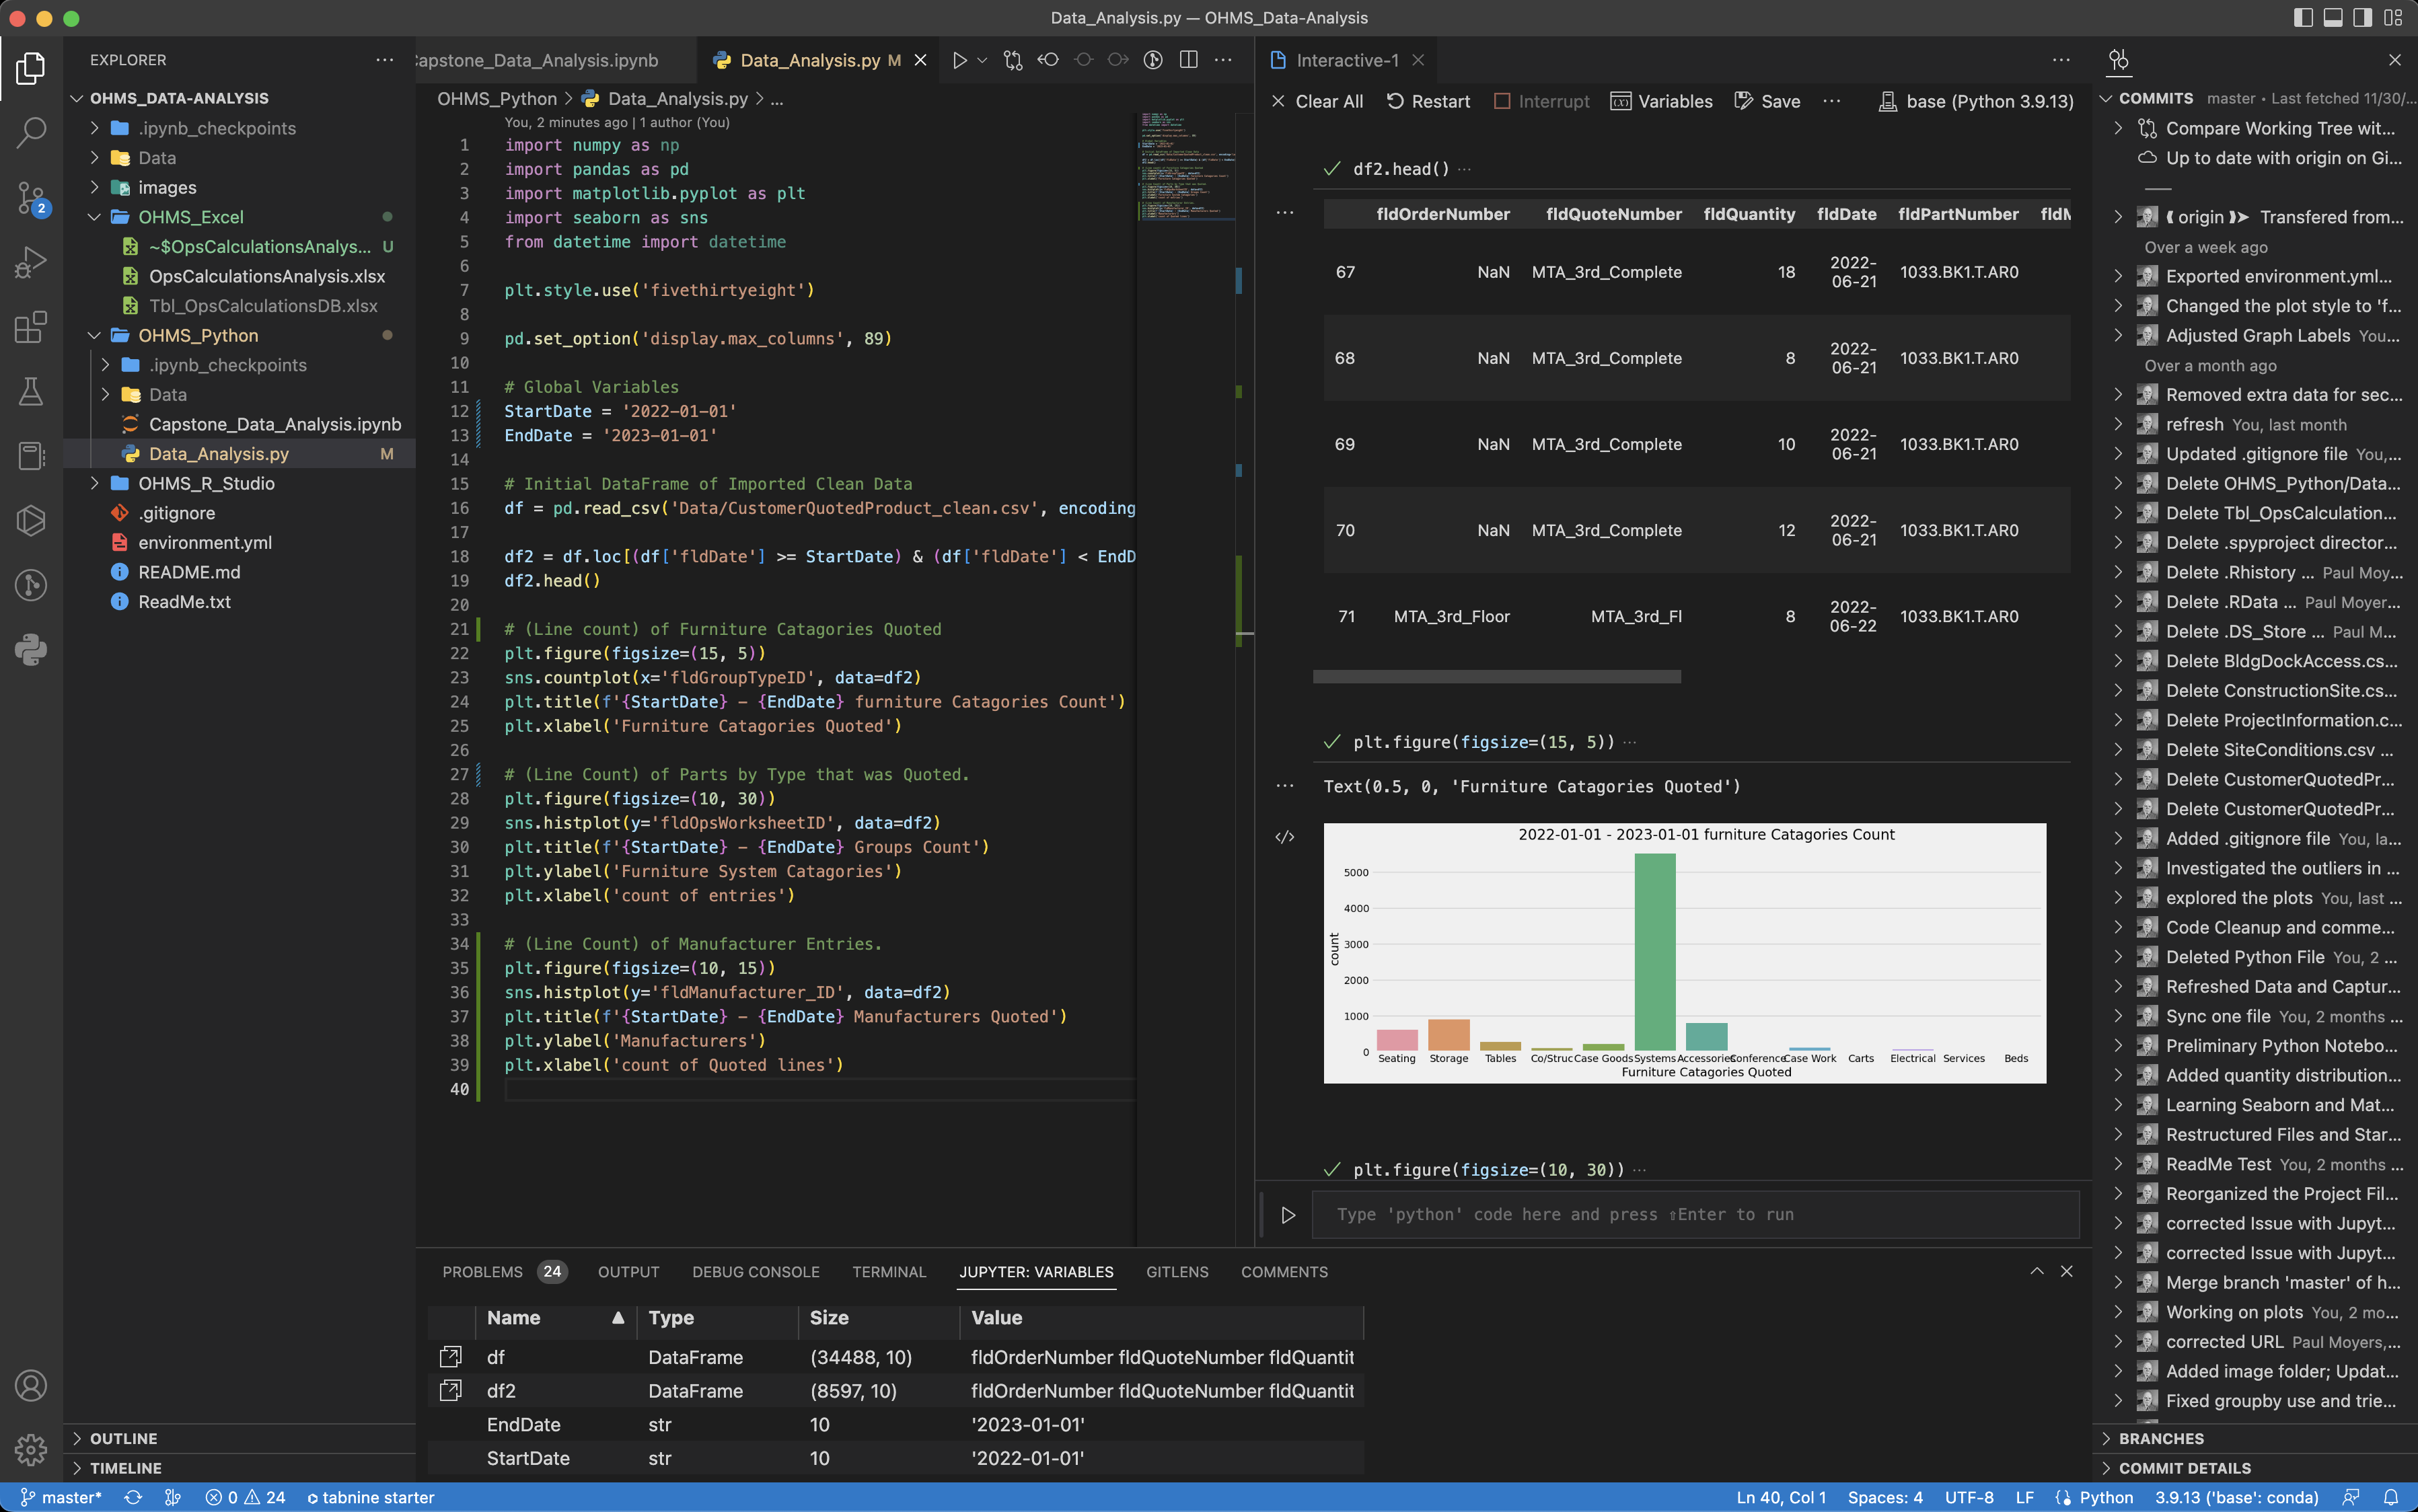 Data_Analysis.py — OHMS_Data-Analysis
EXPLORER
OHMS_DATA-ANALYSIS
.ipynb_checkpoints
Data
images
OHMS_Excel
~$OpsCalculationsAnalys... U
OpsCalculationsAnalysis.xlsx
Tbl_OpsCalculationsDB.xlsx
OHMS_Python
.ipynb_checkpoints
Data
Capstone_Data_Analysis.ipynb
Data_Analysis.py M
OHMS_R_Studio
.gitignore
environment.yml
README.md
ReadMe.txt
OUTLINE
TIMELINE
2
apstone_Data_Analysis.ipynb
Data_Analysis.py M
OHMS_Python > Data_Analysis.py > ...
You, 2 minutes ago | 1 author (You)
1 import numpy as np
2 import pandas as pd
3 import matplotlib.pyplot as plt
4 import seaborn as sns
5 from datetime import datetime
6
7 plt.style.use('fivethirtyeight')
8
9 pd.set_option('display.max_columns', 89)
10
11 # Global Variables
12 StartDate = '2022-01-01'
13 EndDate = '2023-01-01'
14
15 # Initial DataFrame of Imported Clean Data
16 df = pd.read_csv('Data/CustomerQuotedProduct_clean.csv', encoding
17
18 df2 = df.loc[(df['fldDate'] >= StartDate) & (df['fldDate'] < EndD
19 df2.head()
20
21 # (Line count) of Furniture Catagories Quoted
22 plt.figure(figsize=(15, 5))
23 sns.countplot(x='fldGroupTypeID', data=df2)
24 plt.title(f'{StartDate} - {EndDate} furniture Catagories Count')
25 plt.xlabel('Furniture Catagories Quoted')
26
27 # (Line Count) of Parts by Type that was Quoted.
28 plt.figure(figsize=(10, 30))
29 sns.histplot(y='fldOpsWorksheetID', data=df2)
30 plt.title(f'{StartDate} - {EndDate} Groups Count')
31 plt.ylabel('Furniture System Catagories')
32 plt.xlabel('count of entries')
33
34 # (Line Count) of Manufacturer Entries.
35 plt.figure(figsize=(10, 15))
36 sns.histplot(y='fldManufacturer_ID', data=df2)
37 plt.title(f'{StartDate} - {EndDate} Manufacturers Quoted')
38 plt.ylabel('Manufacturers')
39 plt.xlabel('count of Quoted lines')
40
Interactive-1
Clear All Restart Interrupt Variables Save ... base (Python 3.9.13)
df2.head() ...
fldOrderNumber fldQuoteNumber fldQuantity fldDate fldPartNumber fldM
67 NaN MTA_3rd_Complete 18 2022-06-21 1033.BK1.T.AR0
68 NaN MTA_3rd_Complete 8 2022-06-21 1033.BK1.T.AR0
69 NaN MTA_3rd_Complete 10 2022-06-21 1033.BK1.T.AR0
70 NaN MTA_3rd_Complete 12 2022-06-21 1033.BK1.T.AR0
71 MTA_3rd_Floor MTA_3rd_Fl 8 2022-06-22 1033.BK1.T.AR0
plt.figure(figsize=(15, 5)) ...
Text(0.5, 0, 'Furniture Catagories Quoted')
2022-01-01 - 2023-01-01 furniture Catagories Count
5000
4000
3000
2000
1000
0
count
Seating Storage Tables Co/Struc Case Goods Systems Accessories Conference Case Work Carts Electrical Services Beds
Furniture Catagories Quoted
plt.figure(figsize=(10, 30)) ...
Type 'python' code here and press ⇧Enter to run
COMMITS master • Last fetched 11/30/...
Compare Working Tree wit...
Up to date with origin on Gi...
origin Transfered from...
Over a week ago
Exported environment.yml...
Changed the plot style to 'f...
Adjusted Graph Labels You...
Over a month ago
Removed extra data for sec...
refresh You, last month
Updated .gitignore file You,...
Delete OHMS_Python/Data...
Delete Tbl_OpsCalculation...
Delete .spyproject director...
Delete .Rhistory ... Paul Moy...
Delete .RData ... Paul Moyer...
Delete .DS_Store ... Paul M...
Delete BldgDockAccess.cs...
Delete ConstructionSite.cs...
Delete ProjectInformation.c...
Delete SiteConditions.csv ...
Delete CustomerQuotedPr...
Delete CustomerQuotedPr...
Added .gitignore file You, la...
Investigated the outliers in ...
explored the plots You, last ...
Code Cleanup and comme...
Deleted Python File You, 2 ...
Refreshed Data and Captur...
Sync one file You, 2 months ...
Preliminary Python Notebo...
Added quantity distribution...
Learning Seaborn and Mat...
Restructured Files and Star...
ReadMe Test You, 2 months ...
Reorganized the Project Fil...
corrected Issue with Jupyt...
corrected Issue with Jupyt...
Merge branch 'master' of h...
Working on plots You, 2 mo...
corrected URL Paul Moyers,...
Added image folder; Updat...
Fixed groupby use and trie...
BRANCHES
COMMIT DETAILS
PROBLEMS 24 OUTPUT DEBUG CONSOLE TERMINAL JUPYTER: VARIABLES GITLENS COMMENTS
Name Type Size Value
df DataFrame (34488, 10) fldOrderNumber fldQuoteNumber fldQuantit
df2 DataFrame (8597, 10) fldOrderNumber fldQuoteNumber fldQuantit
EndDate str 10 '2023-01-01'
StartDate str 10 '2022-01-01'
master* 0 24 tabnine starter Ln 40, Col 1 Spaces: 4 UTF-8 LF Python 3.9.13 ('base': conda)